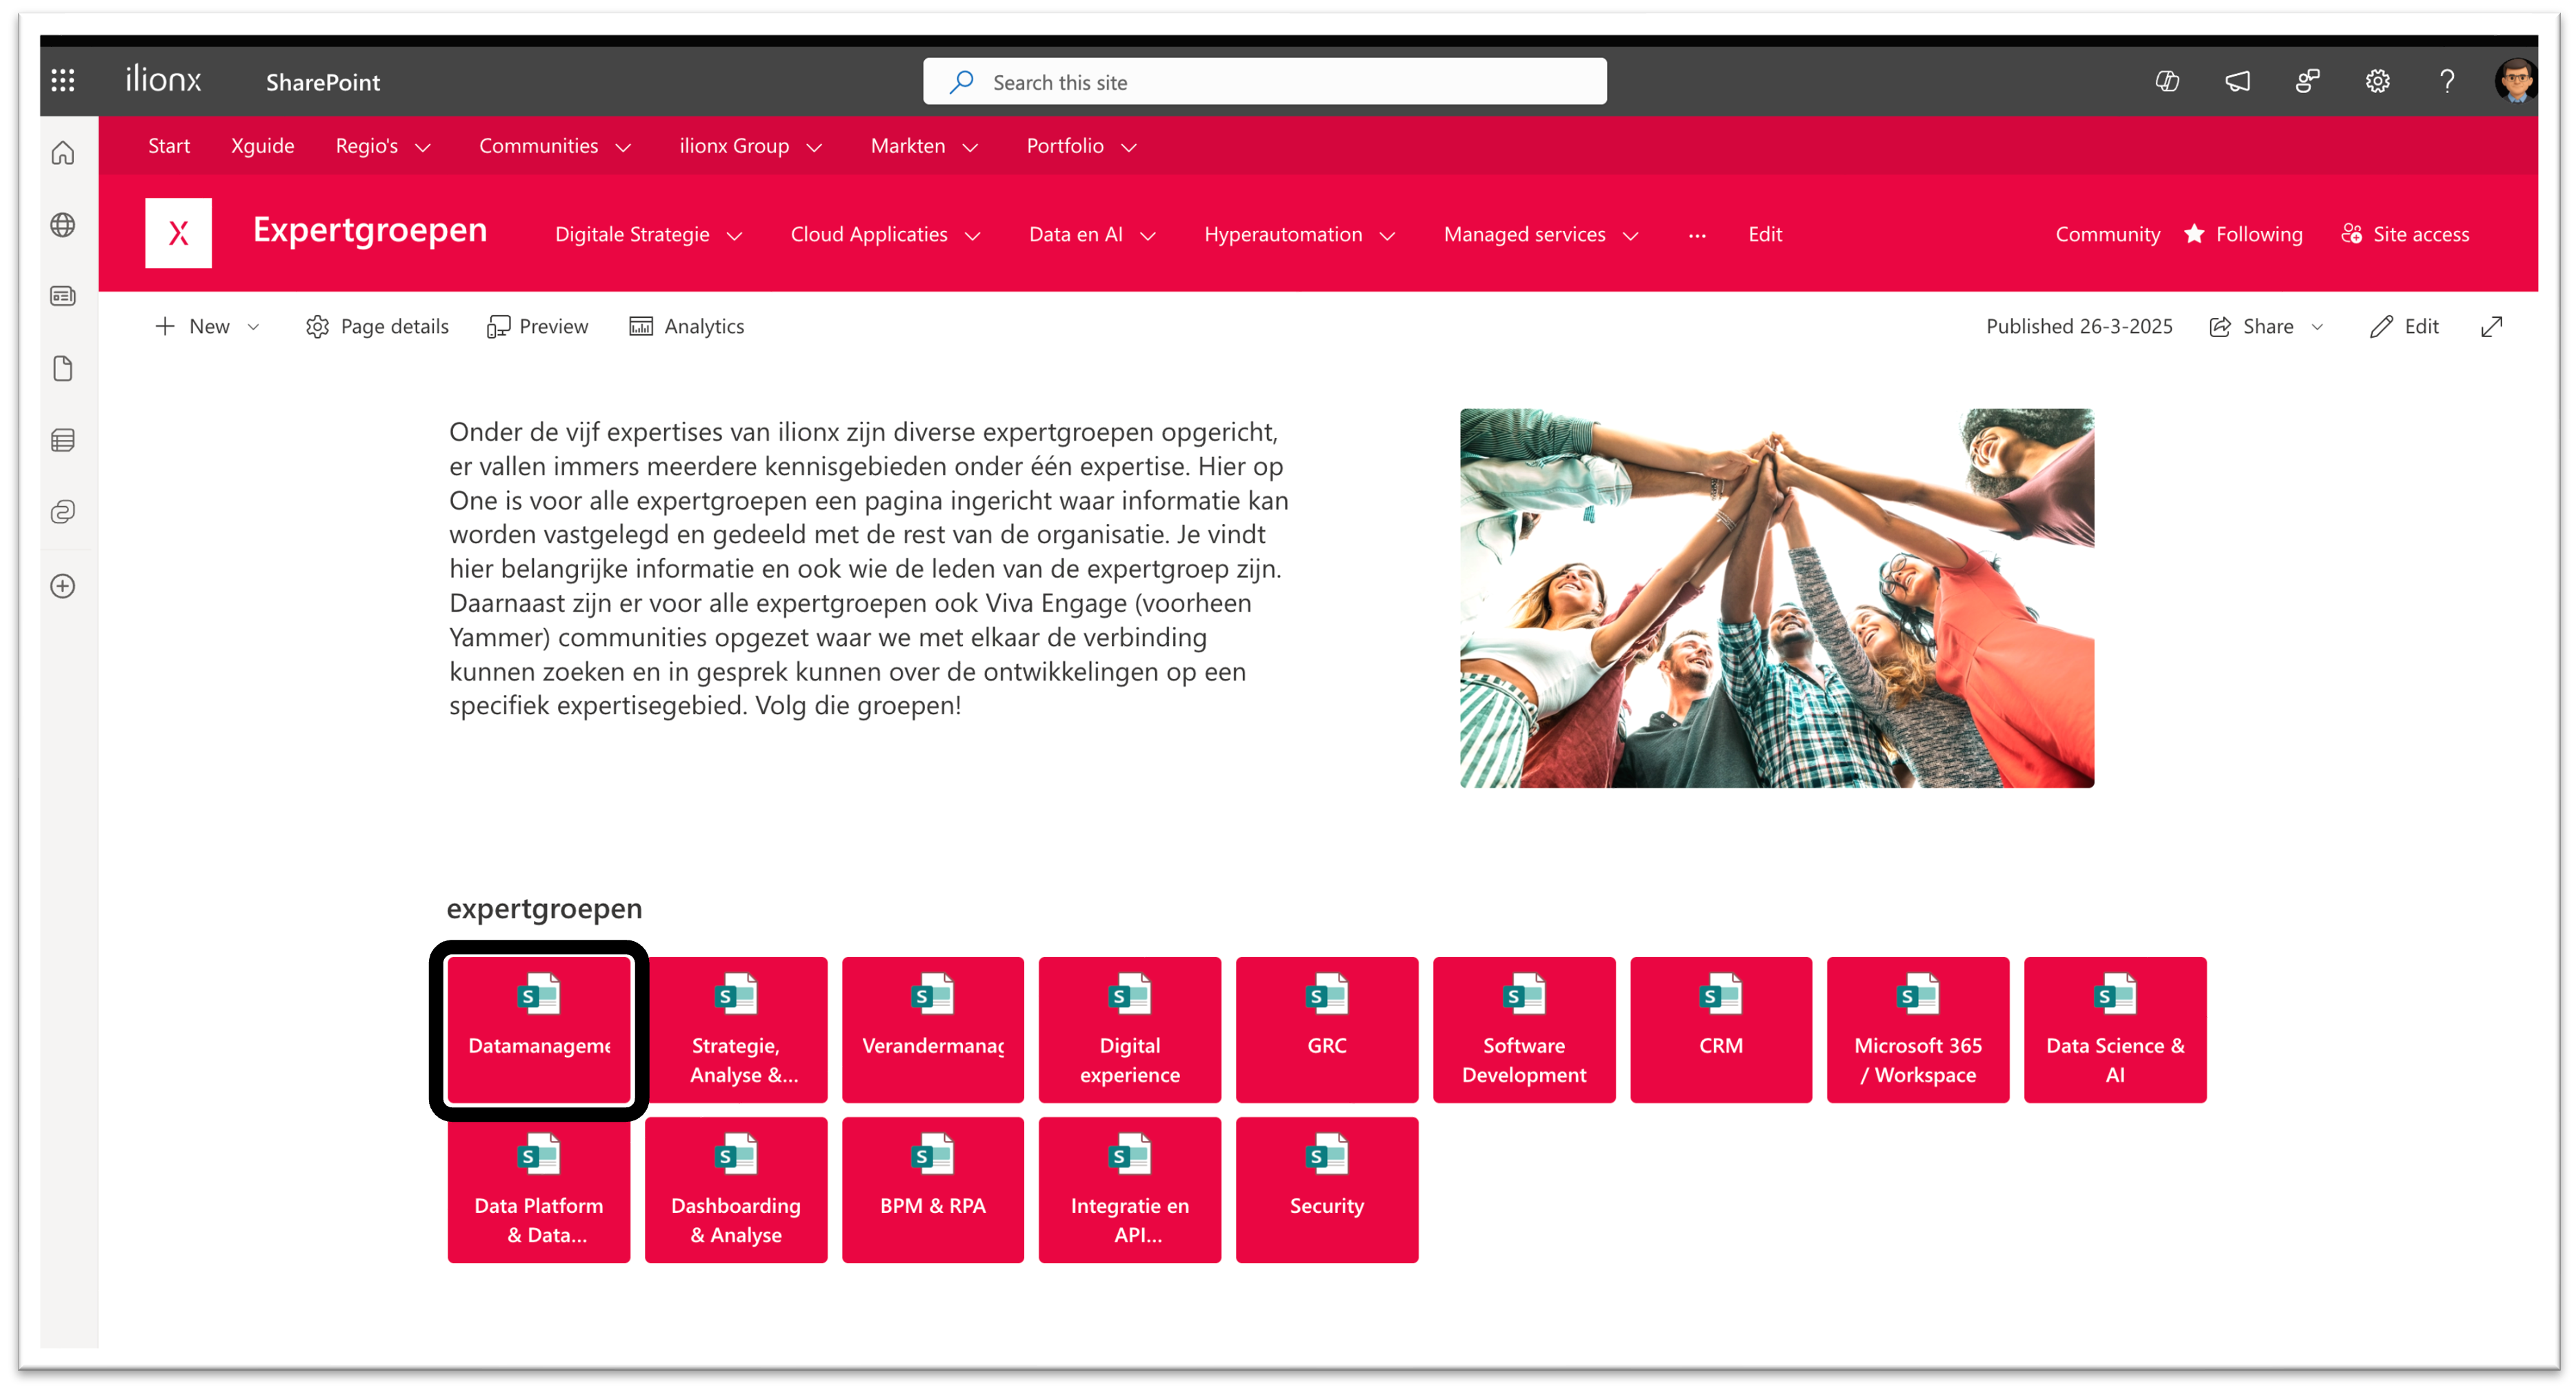 ilionx
SharePoint
Search this site
Start Xguide Regio's Communities ilionx Group Markten Portfolio
X
Expertgroepen
Digitale Strategie Cloud Applicaties Data en AI Hyperautomation Managed services ... Edit
Community Following Site access
New Page details Preview Analytics
Published 26-3-2025 Share Edit
Onder de vijf expertises van ilionx zijn diverse expertgroepen opgericht,
er vallen immers meerdere kennisgebieden onder één expertise. Hier op
One is voor alle expertgroepen een pagina ingericht waar informatie kan
worden vastgelegd en gedeeld met de rest van de organisatie. Je vindt
hier belangrijke informatie en ook wie de leden van de expertgroep zijn.
Daarnaast zijn er voor alle expertgroepen ook Viva Engage (voorheen
Yammer) communities opgezet waar we met elkaar de verbinding
kunnen zoeken en in gesprek kunnen over de ontwikkelingen op een
specifiek expertisegebied. Volg die groepen!
expertgroepen
Datamanageme
Strategie,
Analyse &...
Verandermanag
Digital
experience
GRC
Software
Development
CRM
Microsoft 365
/ Workspace
Data Science &
AI
Data Platform
& Data...
Dashboarding
& Analyse
BPM & RPA
Integratie en
API...
Security